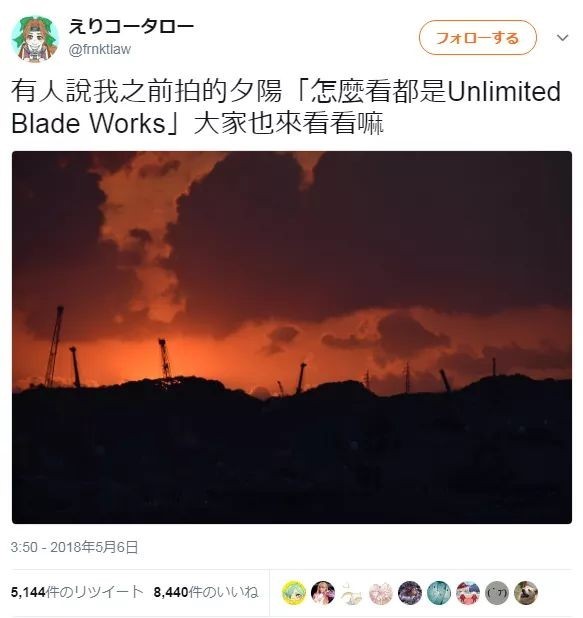 えりコータロー
@frnktlaw
フォローする
有人說我之前拍的夕陽「怎麼看都是Unlimited
Blade Works」大家也來看看嘛
3:50 - 2018年5月6日
5,144件のリツイート 8,440件のいいね